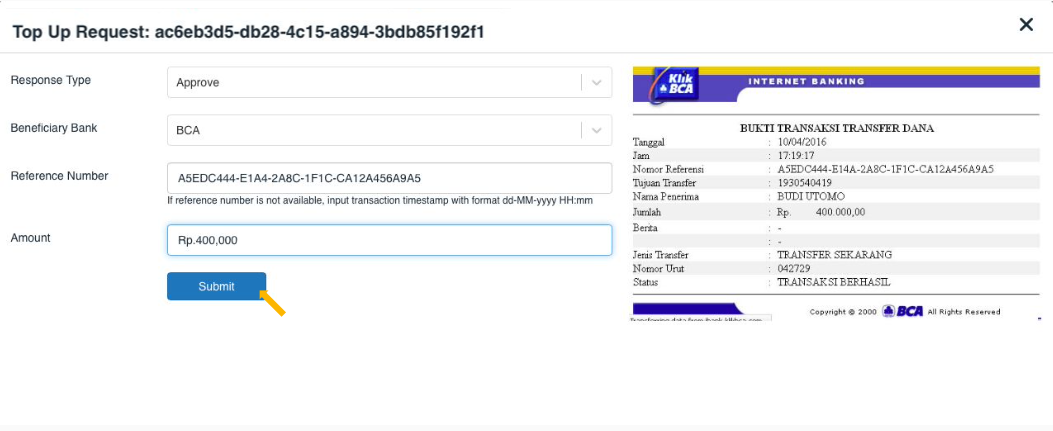 Top Up Request: ac6eb3d5-db28-4c15-a894-3bdb85f192f1
Response Type
Approve
Beneficiary Bank
BCA
Reference Number
A5EDC444-E1A4-2A8C-1F1C-CA12A456A9A5
If reference number is not available, input transaction timestamp with format dd-MM-yyyy HH:mm
Amount
Rp.400,000
Submit
Klik
BCA
INTERNET BANKING
BUKTI TRANSAKSI TRANSFER DANA
Tanggal : 10/04/2016
Jam : 17:19:17
Nomor Referensi : A5EDC444-E14A-2A8C-1F1C-CA12A456A9A5
Tujuan Transfer : 1930540419
Nama Penerima : BUDI UTOMO
Jumlah : Rp. 400.000,00
Berita : -
: -
Jenis Transfer : TRANSFER SEKARANG
Nomor Urut : 042729
Status : TRANSAKSI BERHASIL
Copyright © 2000 BCA All Rights Reserved
Transferring data from ibank.klikbca.com